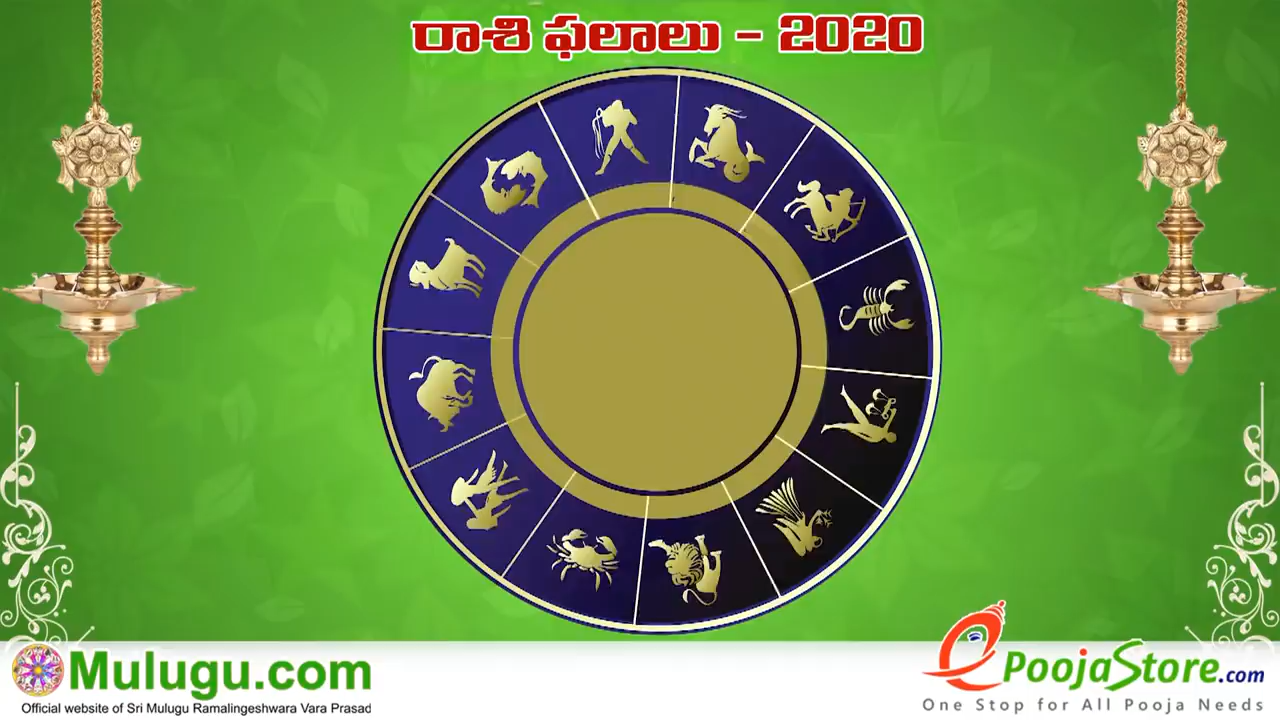 రాశి ఫలాలు - 2020
Mulugu.com
Official website of Sri Mulugu Ramalingeshwara Vara Prasad
ePoojaStore.com
One Stop for All Pooja Needs